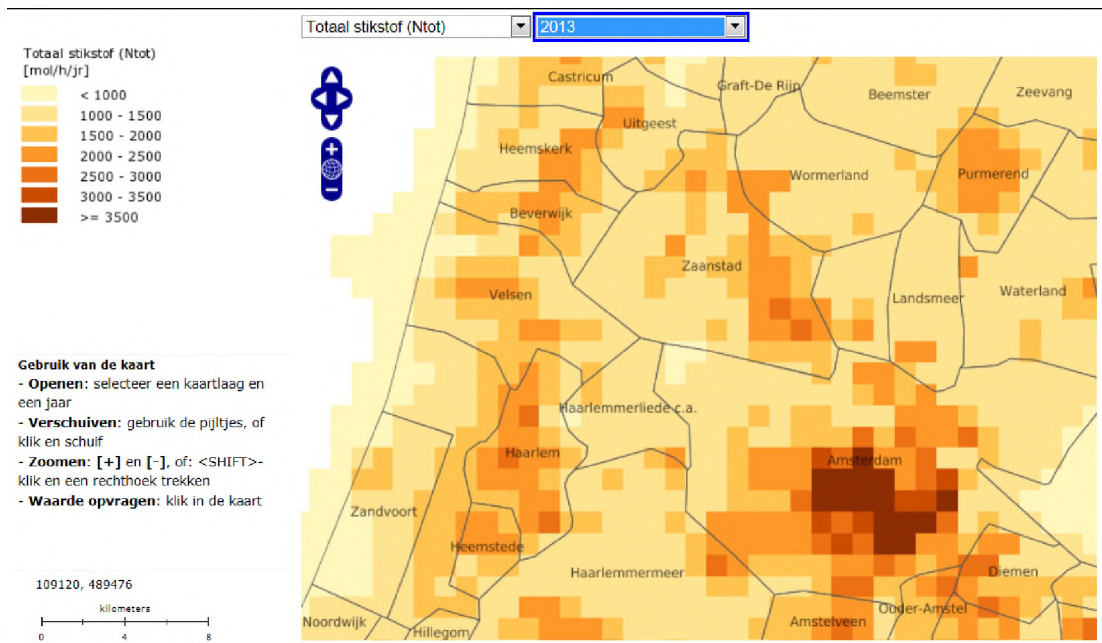 Totaal stikstof (Ntot)
2013
Totaal stikstof (Ntot)
[mol/h/jr]
< 1000
1000 - 1500
1500 - 2000
2000 - 2500
2500 - 3000
3000 - 3500
>= 3500
Castricum
Graft-De Rijp
Beemster
Zeevang
Uitgeest
Heemskerk
Wormerland
Purmerend
Beverwijk
Zaanstad
Velsen
Landsmeer
Waterland
Gebruik van de kaart
- Openen: selecteer een kaartlaag en
een jaar
- Verschuiven: gebruik de pijltjes, of
klik en schuif
- Zoomen: [+] en [-], of: <SHIFT>-
klik en een rechthoek trekken
- Waarde opvragen: klik in de kaart
Haarlemmerliede c.a.
Haarlem
Amsterdam
Zandvoort
Heemstede
Haarlemmermeer
Diemen
Ouder-Amstel
Noordwijk
Hillegom
Amstelveen
109120, 489476
kilometers
0 4 8